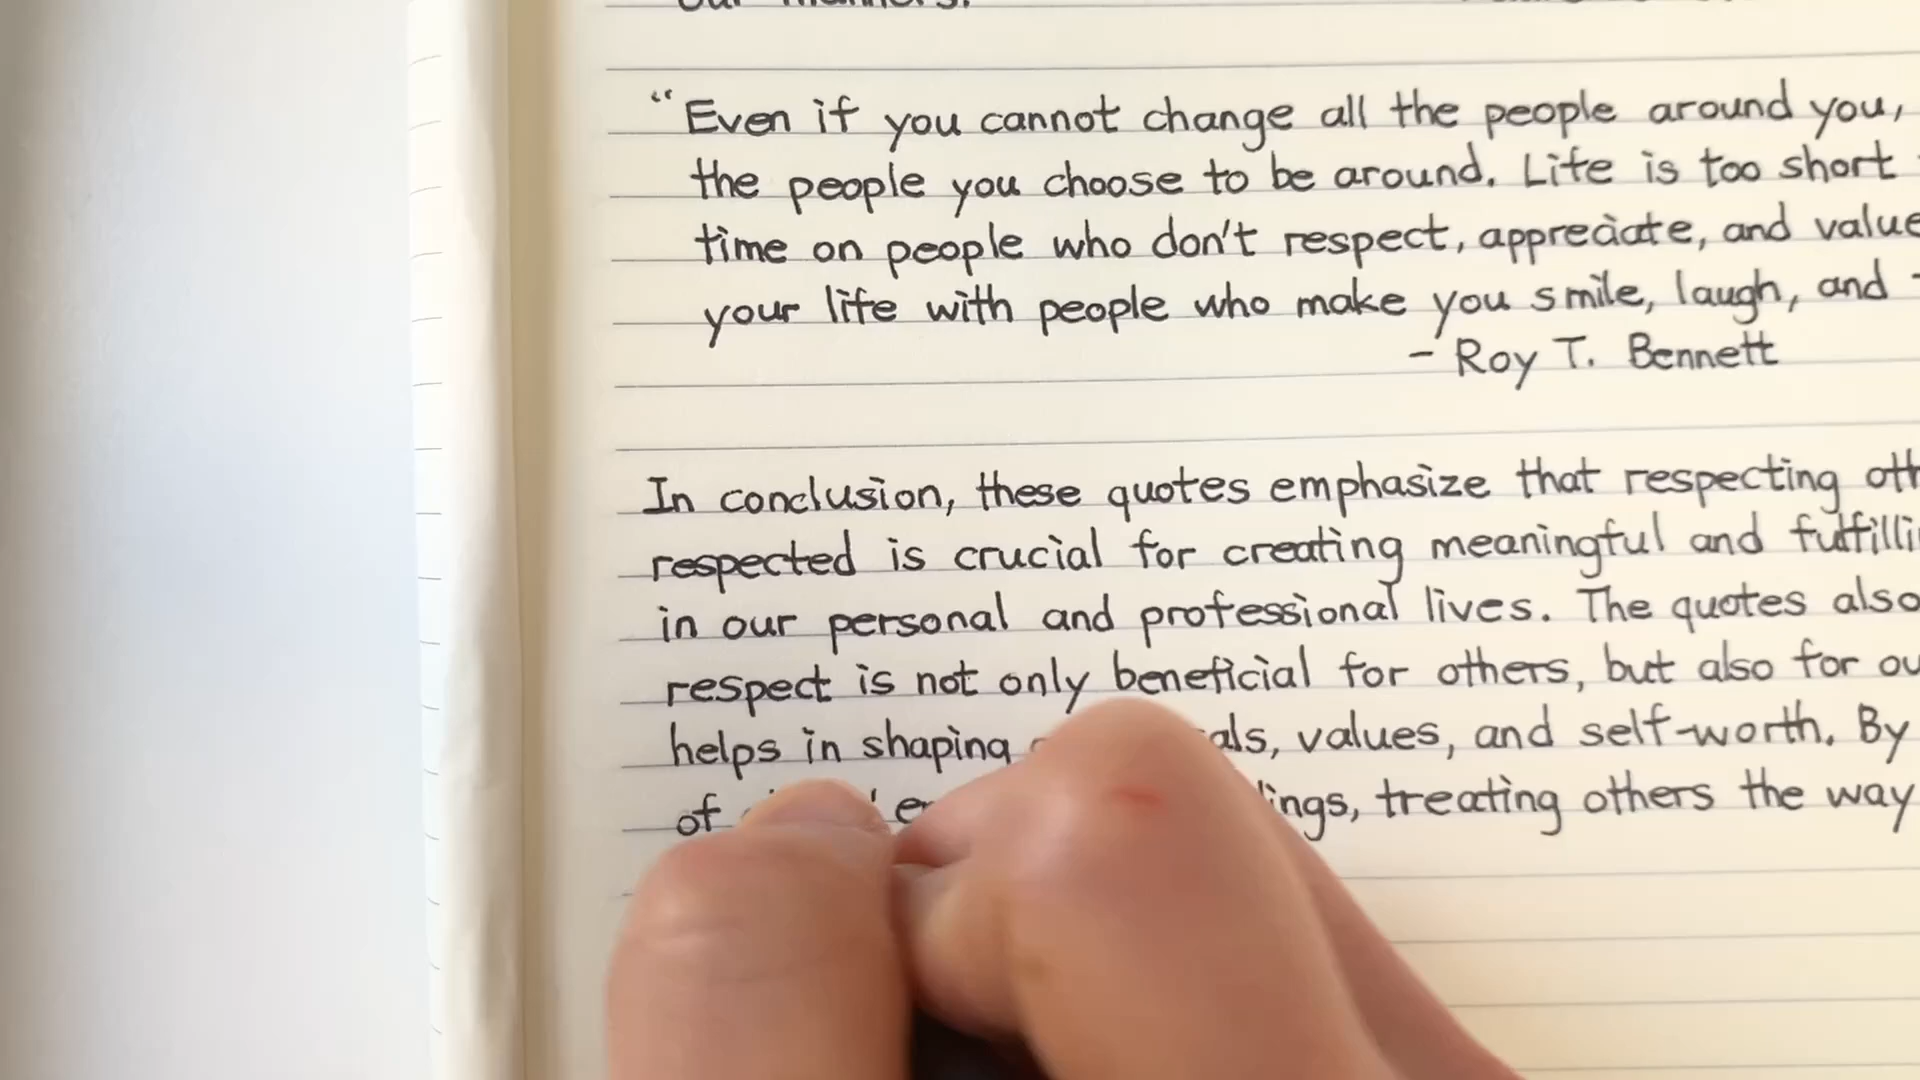 our manners.
"Even if you cannot change all the people around you,
the people you choose to be around. Life is too short
time on people who don't respect, appreciate, and value
your life with people who make you smile, laugh, and
- Roy T. Bennett
In conclusion, these quotes emphasize that respecting
respected is crucial for creating meaningful and
in our personal and professional lives. The quotes also
respect is not only beneficial for others, but also for
helps in shaping values, and self-worth. By
of treating others the way